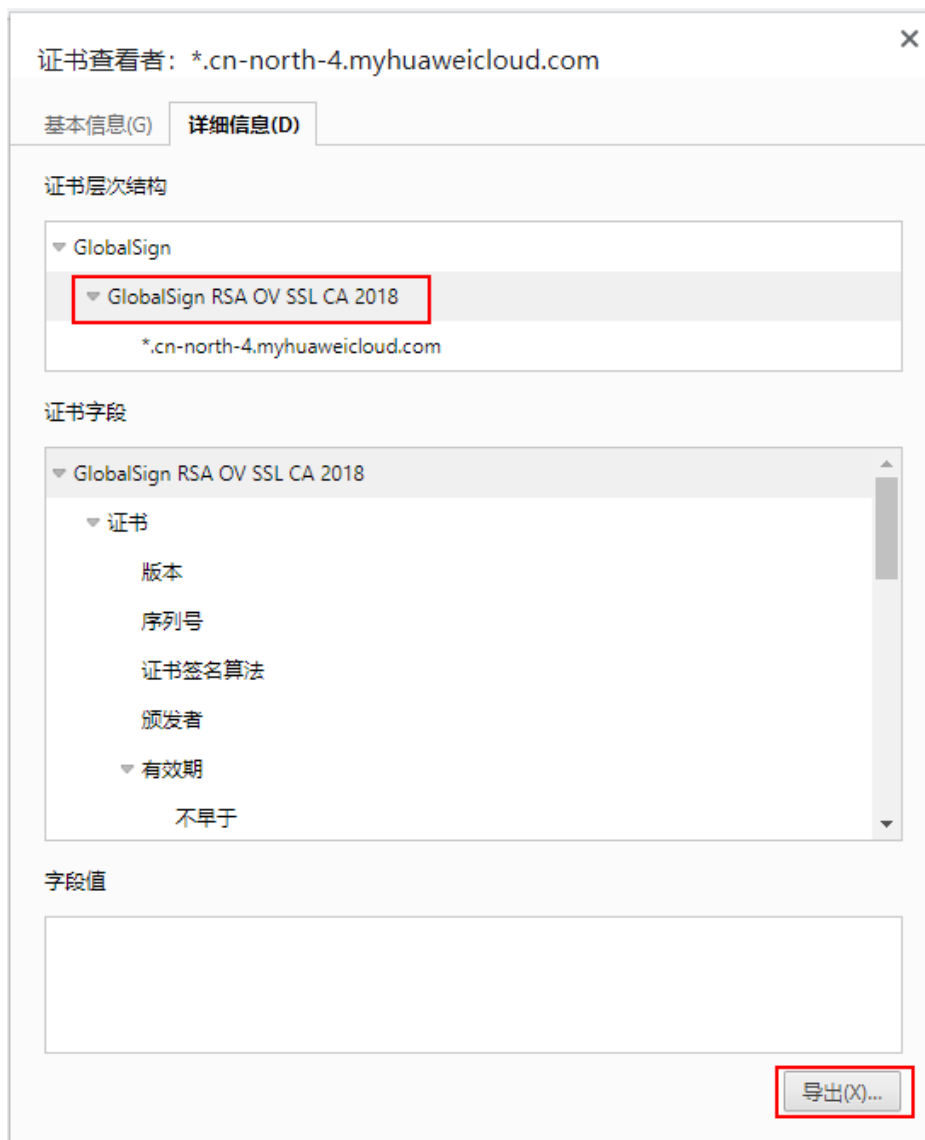 证书查看者：*.cn-north-4.myhuaweicloud.com
基本信息(G) 详细信息(D)
证书层次结构
GlobalSign
GlobalSign RSA OV SSL CA 2018
*.cn-north-4.myhuaweicloud.com
证书字段
GlobalSign RSA OV SSL CA 2018
证书
版本
序列号
证书签名算法
颁发者
有效期
不早于
字段值
导出(X)...